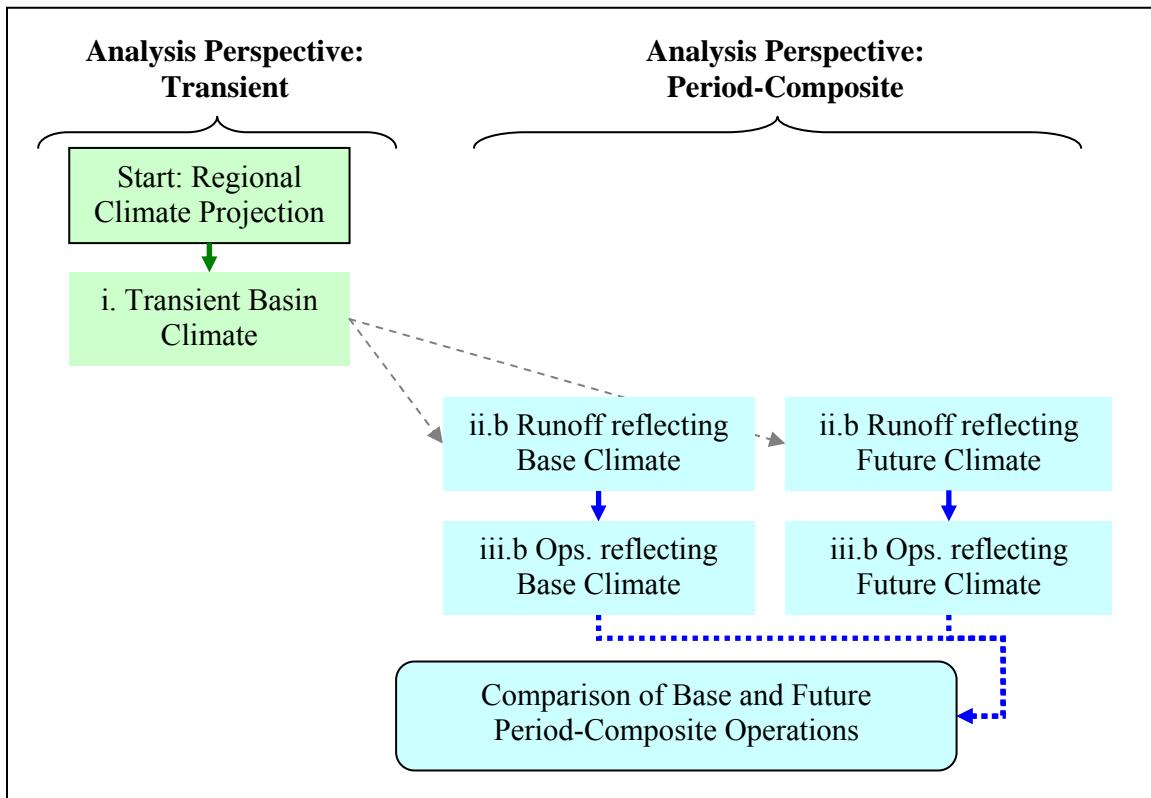 Analysis Perspective:
Transient
Analysis Perspective:
Period-Composite
Start: Regional
Climate Projection
i. Transient Basin
Climate
ii.b Runoff reflecting
Base Climate
ii.b Runoff reflecting
Future Climate
iii.b Ops. reflecting
Base Climate
iii.b Ops. reflecting
Future Climate
Comparison of Base and Future
Period-Composite Operations